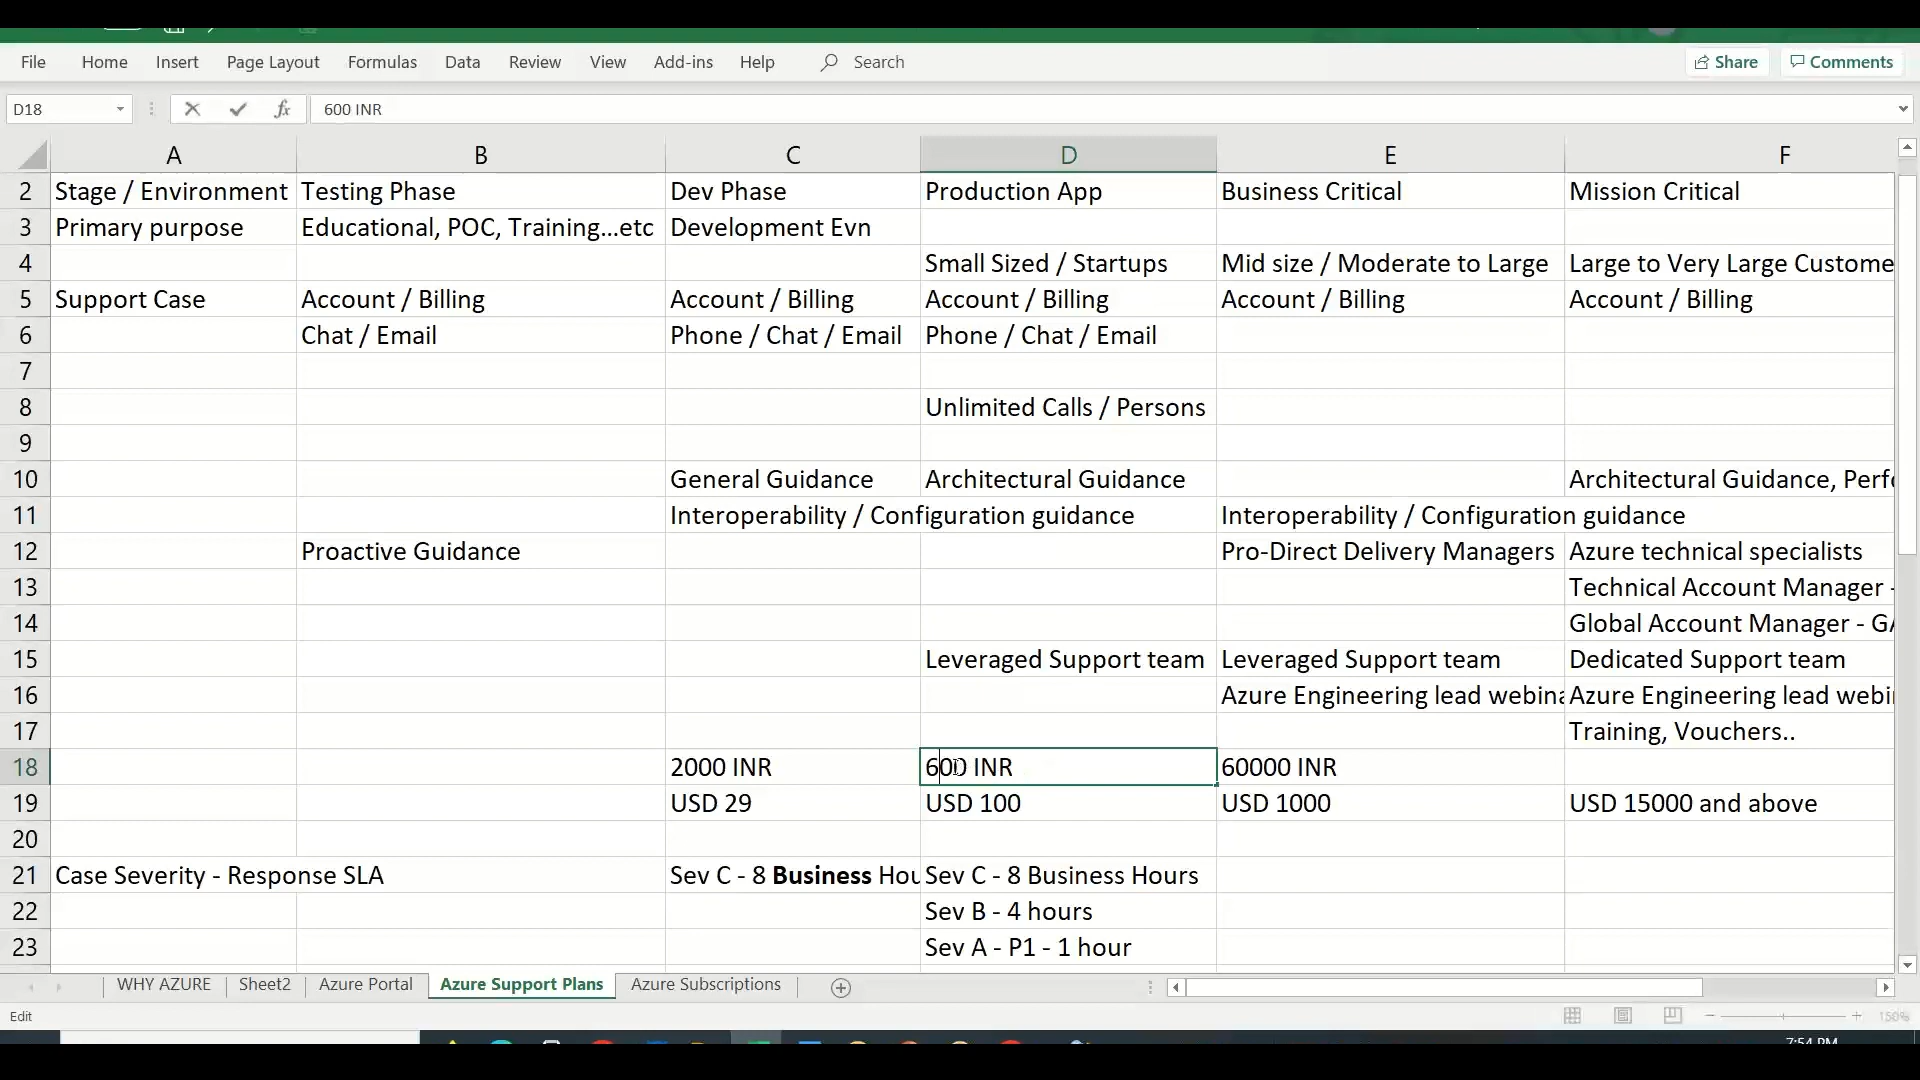 File Home Insert Page Layout Formulas Data Review View Add-ins Help Search Share Comments
D18 fx 600 INR
A B C D E F
2 Stage / Environment Testing Phase Dev Phase Production App Business Critical Mission Critical
3 Primary purpose Educational, POC, Training...etc Development Evn
4 Small Sized / Startups Mid size / Moderate to Large Large to Very Large Custome
5 Support Case Account / Billing Account / Billing Account / Billing Account / Billing Account / Billing
6 Chat / Email Phone / Chat / Email Phone / Chat / Email
7
8 Unlimited Calls / Persons
9
10 General Guidance Architectural Guidance Architectural Guidance, Perf
11 Interoperability / Configuration guidance Interoperability / Configuration guidance
12 Proactive Guidance Pro-Direct Delivery Managers Azure technical specialists
13 Technical Account Manager -
14 Global Account Manager - GA
15 Leveraged Support team Leveraged Support team Dedicated Support team
16 Azure Engineering lead webina Azure Engineering lead webi
17 Training, Vouchers..
18 2000 INR 600 INR 60000 INR
19 USD 29 USD 100 USD 1000 USD 15000 and above
20
21 Case Severity - Response SLA Sev C - 8 Business Hou Sev C - 8 Business Hours
22 Sev B - 4 hours
23 Sev A - P1 - 1 hour
WHY AZURE Sheet2 Azure Portal Azure Support Plans Azure Subscriptions
Edit 150%
7:54 PM